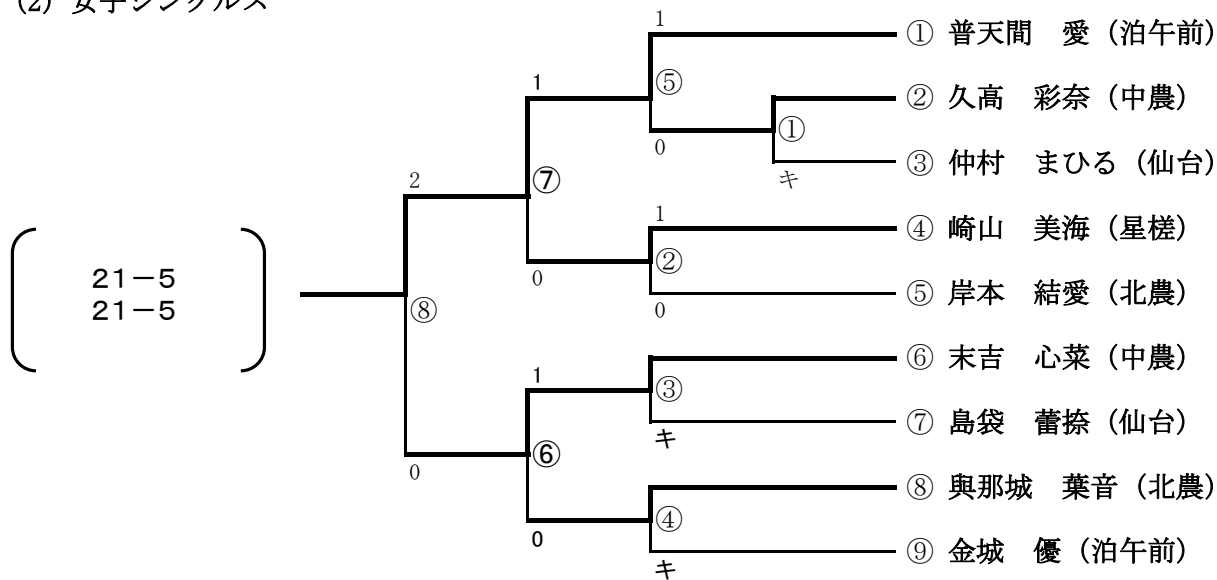 (2) 女子シングルス
1
① 普天間 愛 (泊午前)
1
⑤
② 久高 彩奈 (中農)
①
0
2
⑦
キ
③ 仲村 まひる (仙台)
1
④ 崎山 美海 (星槎)
②
0
21-5
21-5
0
⑤ 岸本 結愛 (北農)
⑧
⑥ 末吉 心菜 (中農)
1
③
⑦ 島袋 蕾捺 (仙台)
キ
⑥
0
⑧ 與那城 葉音 (北農)
④
0
⑨ 金城 優 (泊午前)
キ